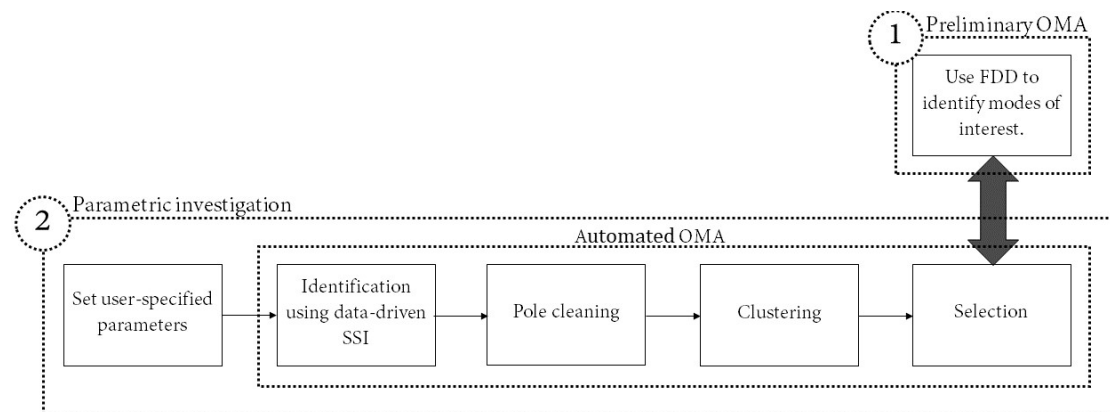 1
Preliminary OMA
Use FDD to
identify modes of
interest.
2
Parametric investigation
Automated OMA
Set user-specified
parameters
Identification
using data-driven
SSI
Pole cleaning
Clustering
Selection